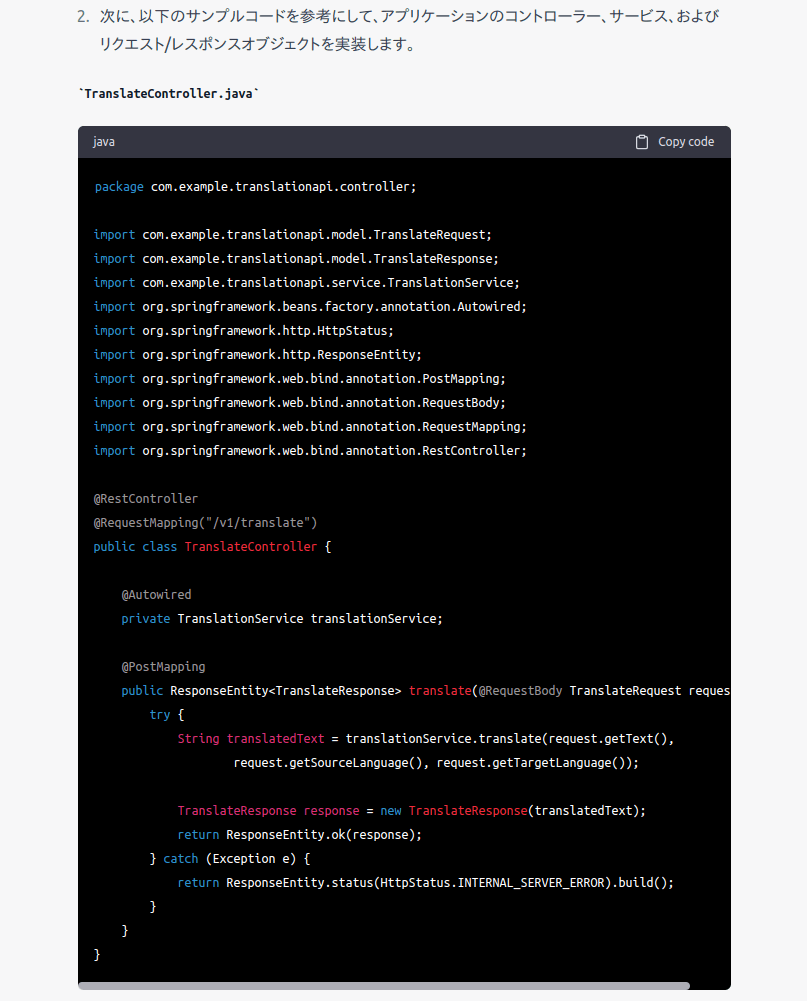 2. 次に、以下のサンプルコードを参考にして、アプリケーションのコントローラー、サービス、および
リクエスト/レスポンスオブジェクトを実装します。
`TranslateController.java`
java Copy code
package com.example.translationapi.controller;
import com.example.translationapi.model.TranslateRequest;
import com.example.translationapi.model.TranslateResponse;
import com.example.translationapi.service.TranslationService;
import org.springframework.beans.factory.annotation.Autowired;
import org.springframework.http.HttpStatus;
import org.springframework.http.ResponseEntity;
import org.springframework.web.bind.annotation.PostMapping;
import org.springframework.web.bind.annotation.RequestBody;
import org.springframework.web.bind.annotation.RequestMapping;
import org.springframework.web.bind.annotation.RestController;
@RestController
@RequestMapping("/v1/translate")
public class TranslateController {
@Autowired
private TranslationService translationService;
@PostMapping
public ResponseEntity<TranslateResponse> translate(@RequestBody TranslateRequest reques
try {
String translatedText = translationService.translate(request.getText(),
request.getSourceLanguage(), request.getTargetLanguage());
TranslateResponse response = new TranslateResponse(translatedText);
return ResponseEntity.ok(response);
} catch (Exception e) {
return ResponseEntity.status(HttpStatus.INTERNAL_SERVER_ERROR).build();
}
}
}